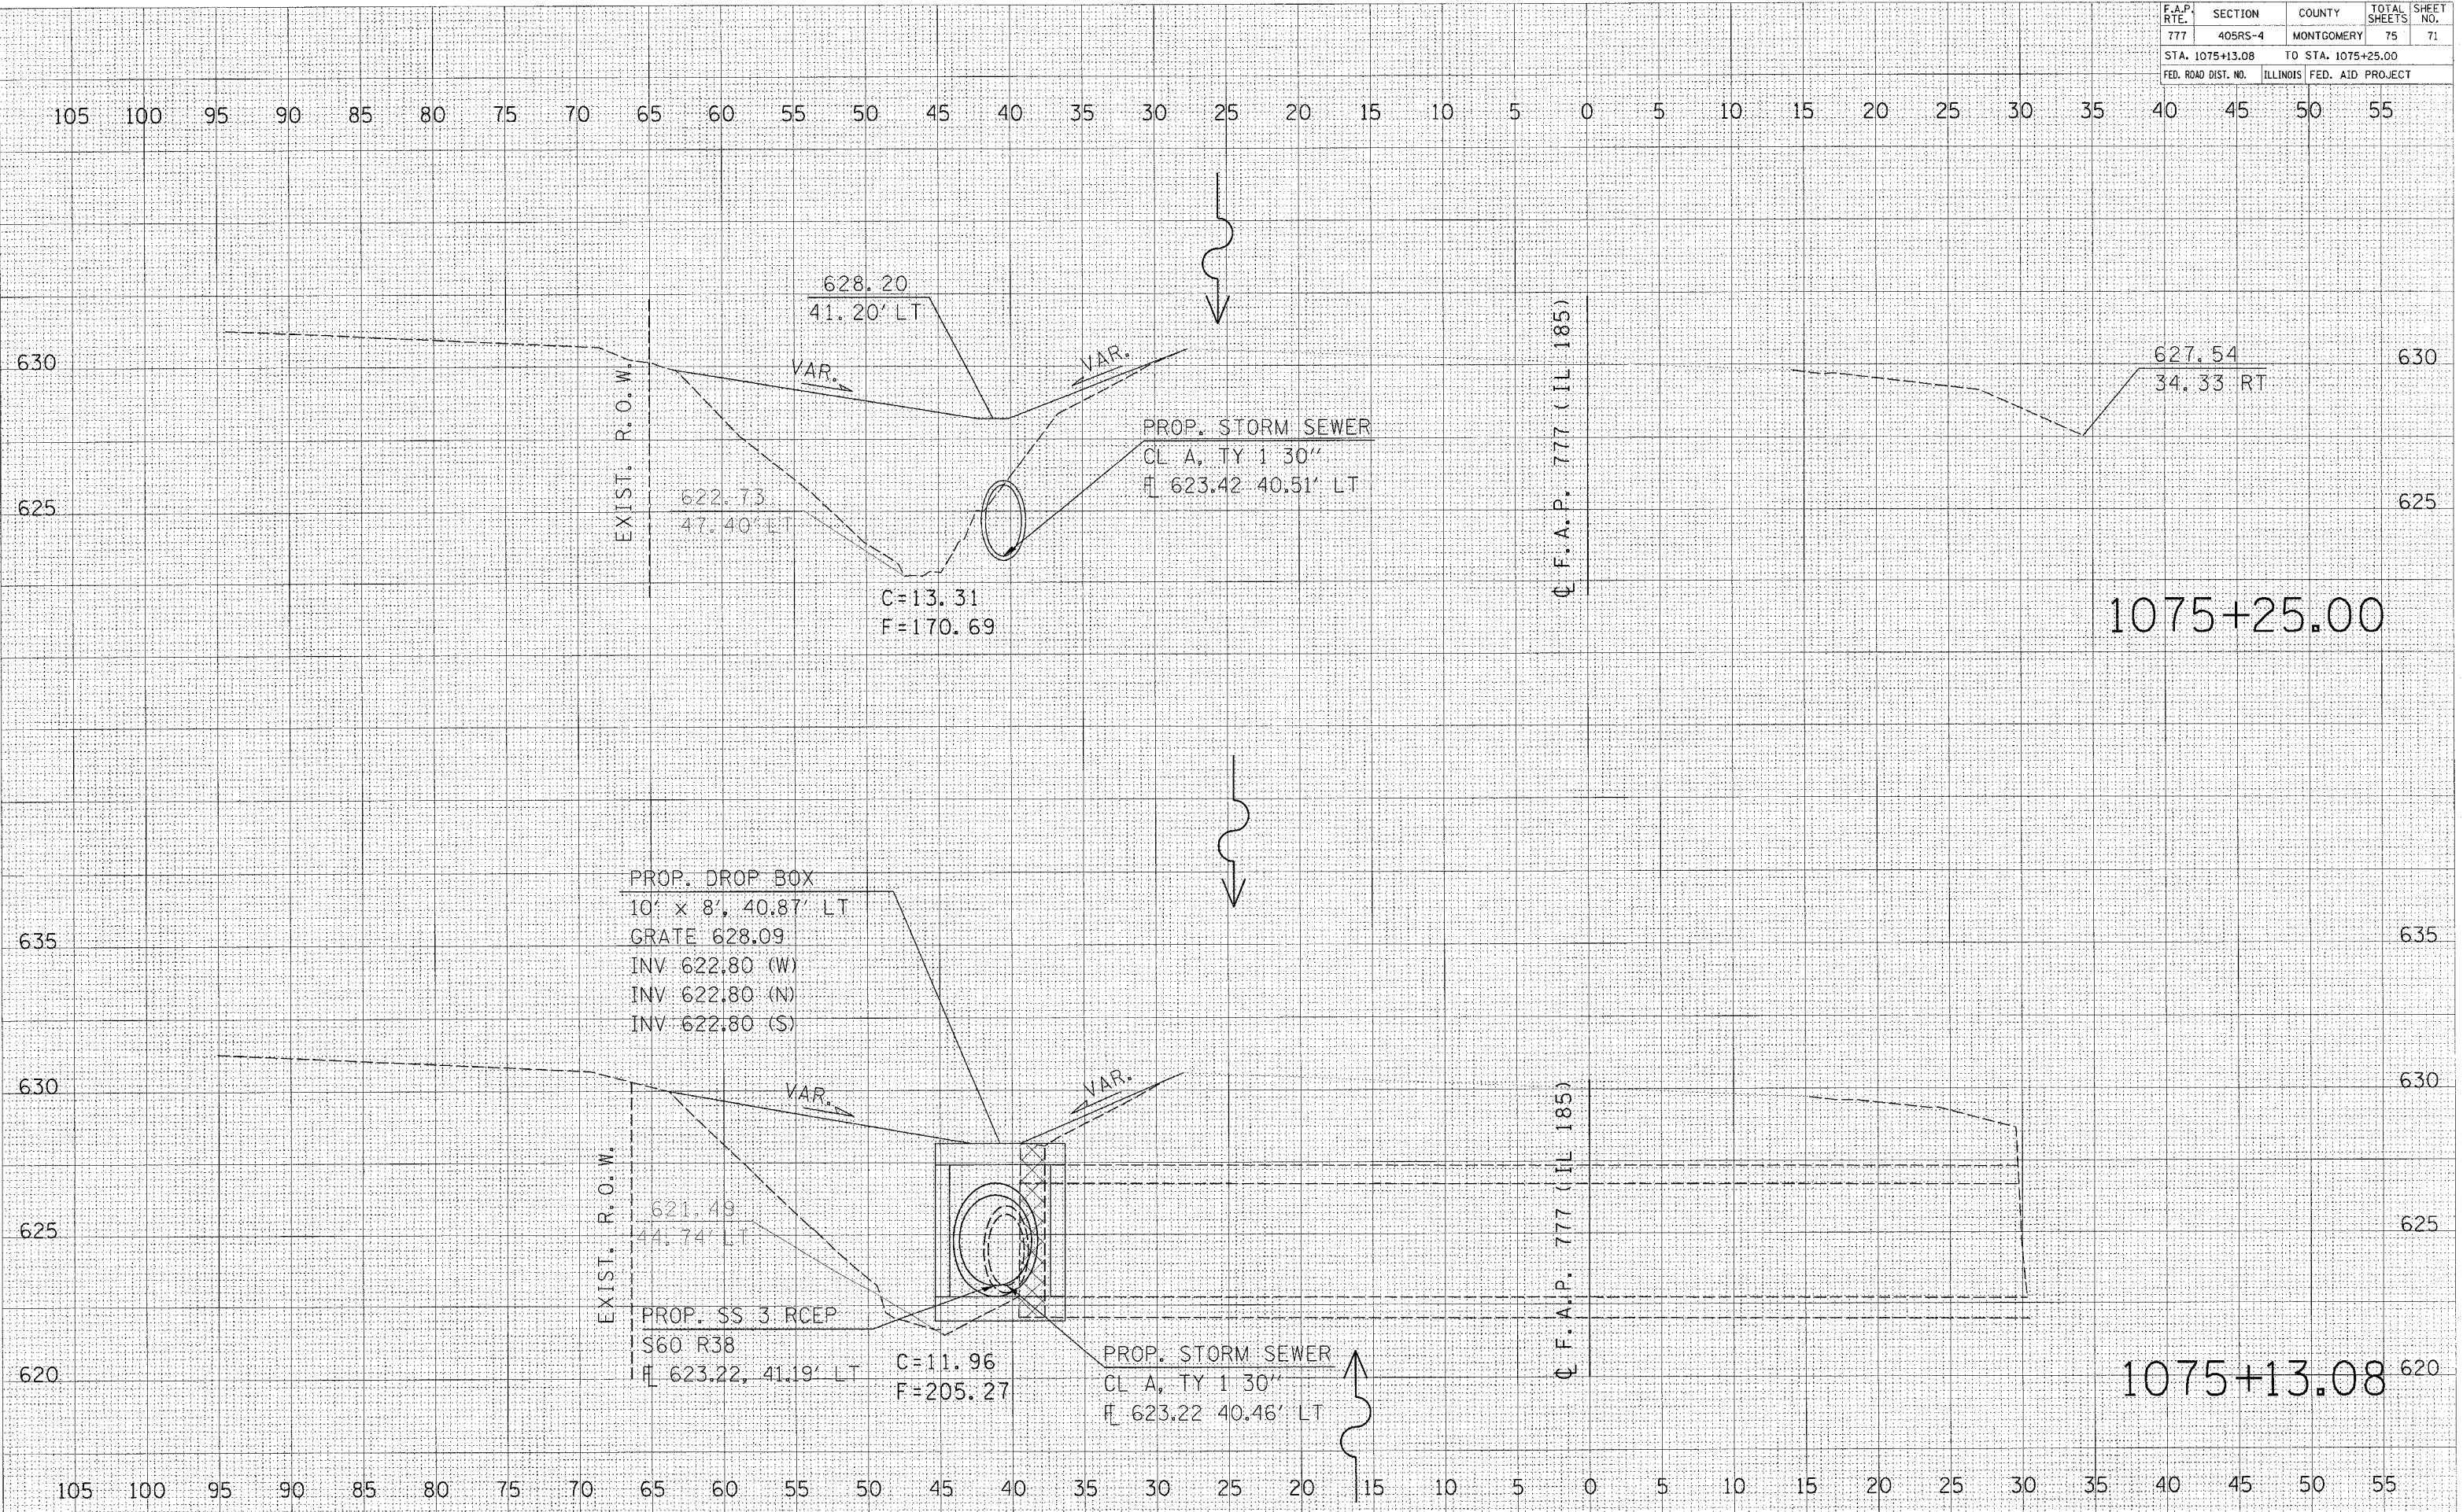 F.A.P. RTE. SECTION COUNTY TOTAL SHEETS SHEET NO.
777 405RS-4 MONTGOMERY 75 71
STA. 1075+13.08 TO STA. 1075+25.00
FED. ROAD DIST. NO. ILLINOIS FED. AID PROJECT
105 100 95 90 85 80 75 70 65 60 55 50 45 40 35 30 25 20 15 10 5 0 5 10 15 20 25 30 35 40 45 50 55
628.20
41.20' LT
630
VAR.
VAR.
627.54
34.33 RT
630
EXIST. R.O.W.
PROP. STORM SEWER
CL A, TY 1 30"
℄ F.A.P. 777 (IL 185)
FL 623.42 40.51' LT
625
622.73
47.40' LT
625
C=13.31
F=170.69
1075+25.00
PROP. DROP BOX
10' x 8', 40.87' LT
635
GRATE 628.09
635
INV 622.80 (W)
INV 622.80 (N)
INV 622.80 (S)
630
VAR.
VAR.
630
EXIST. R.O.W.
℄ F.A.P. 777 (IL 185)
625
621.49
44.74' LT
625
PROP. SS 3 RCEP
S60 R38
FL 623.22, 41.19' LT
C=11.96
F=205.27
PROP. STORM SEWER
CL A, TY 1 30"
FL 623.22 40.46' LT
620
1075+13.08
620
105 100 95 90 85 80 75 70 65 60 55 50 45 40 35 30 25 20 15 10 5 0 5 10 15 20 25 30 35 40 45 50 55